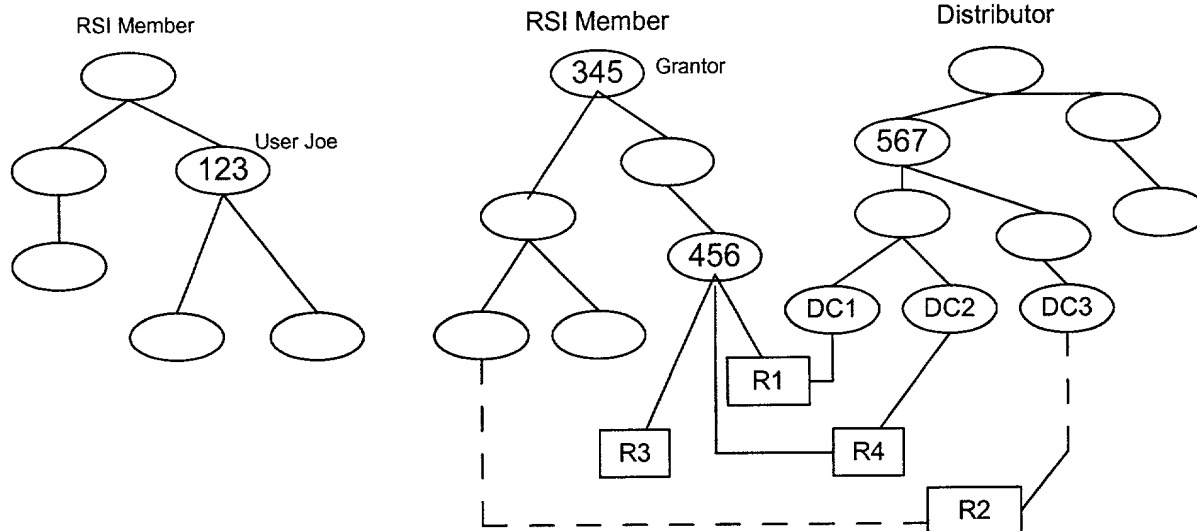 RSI Member
RSI Member
Distributor
345
Grantor
User Joe
123
567
456
DC1
DC2
DC3
R1
R3
R4
R2